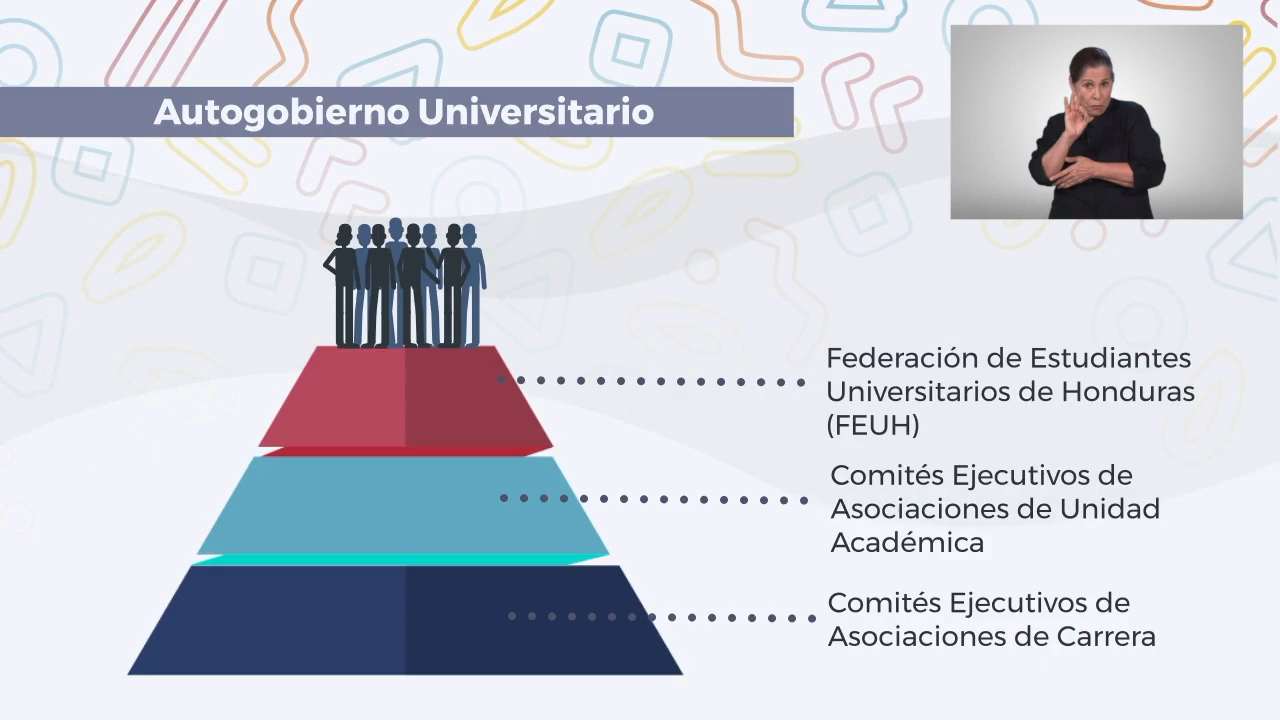 Autogobierno Universitario
Federación de Estudiantes
Universitarios de Honduras
(FEUH)
Comités Ejecutivos de
Asociaciones de Unidad
Académica
Comités Ejecutivos de
Asociaciones de Carrera